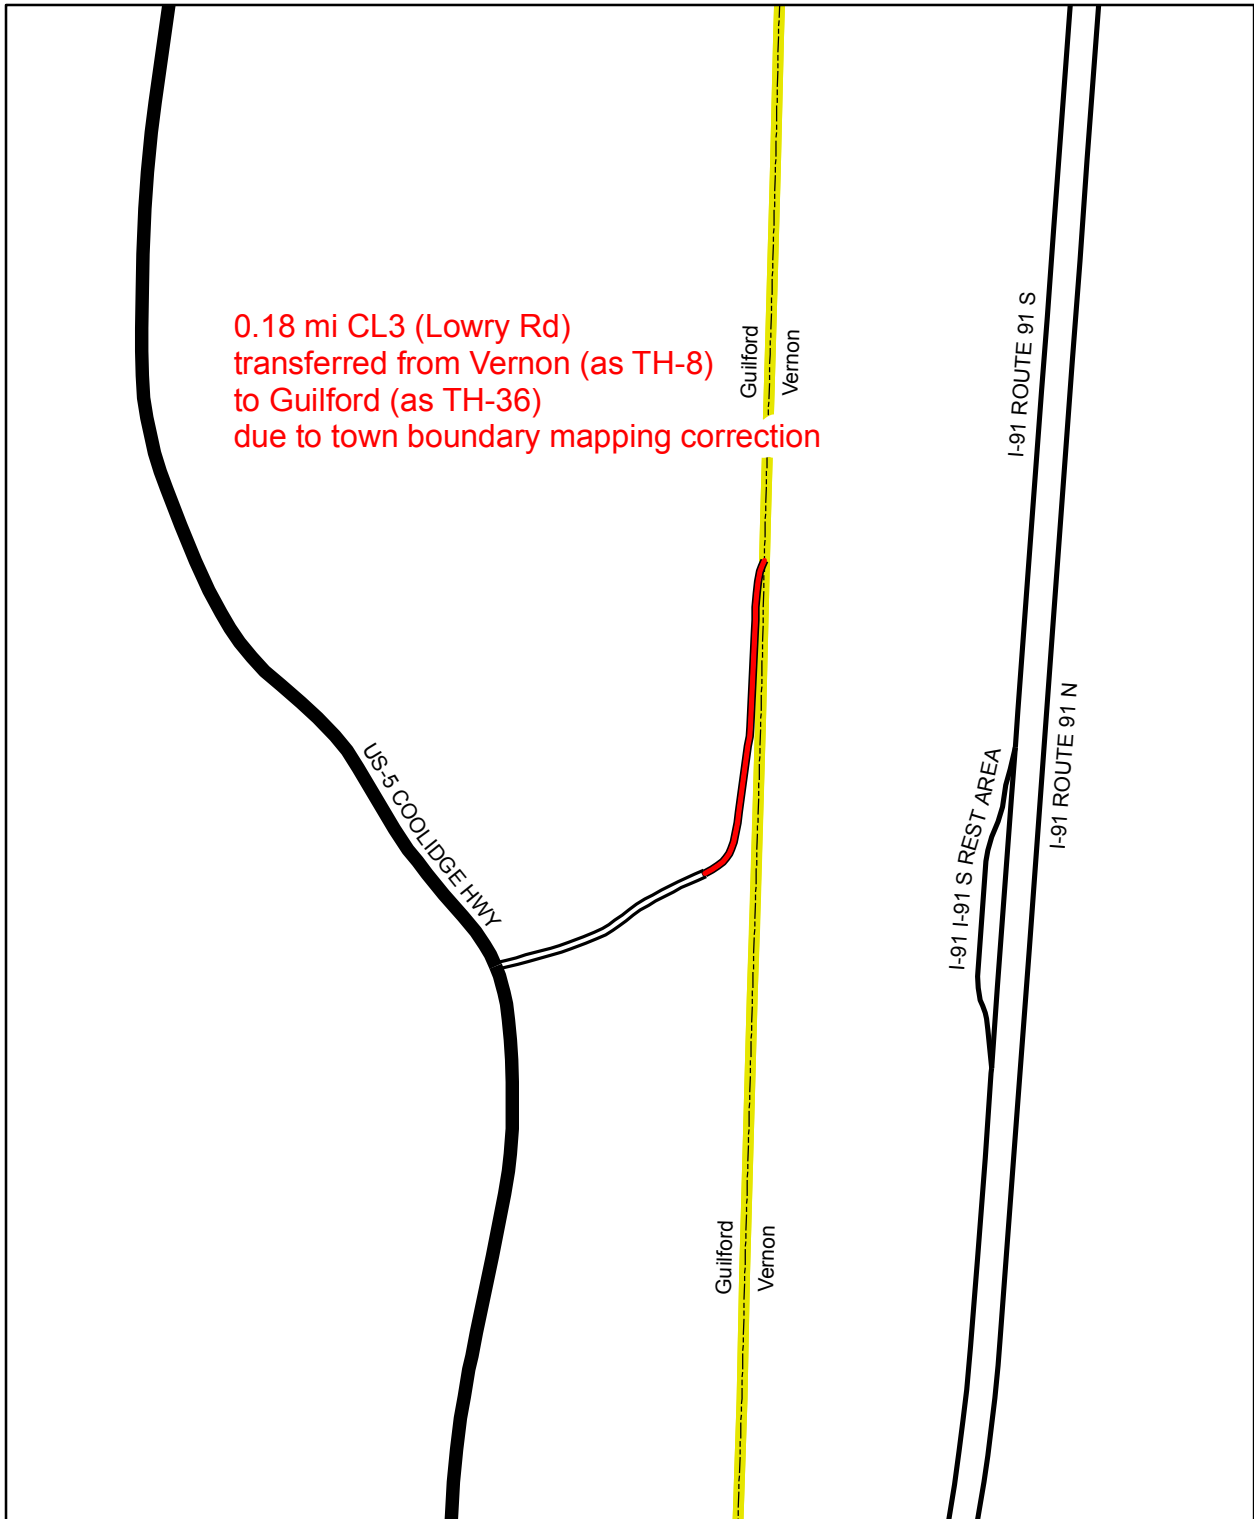 0.18 mi CL3 (Lowry Rd)
transferred from Vernon (as TH-8)
to Guilford (as TH-36)
due to town boundary mapping correction
Guilford
Vernon
I-91 ROUTE 91 S
US-5 COOLIDGE HWY
I-91 I-91 S REST AREA
I-91 ROUTE 91 N
Guilford
Vernon